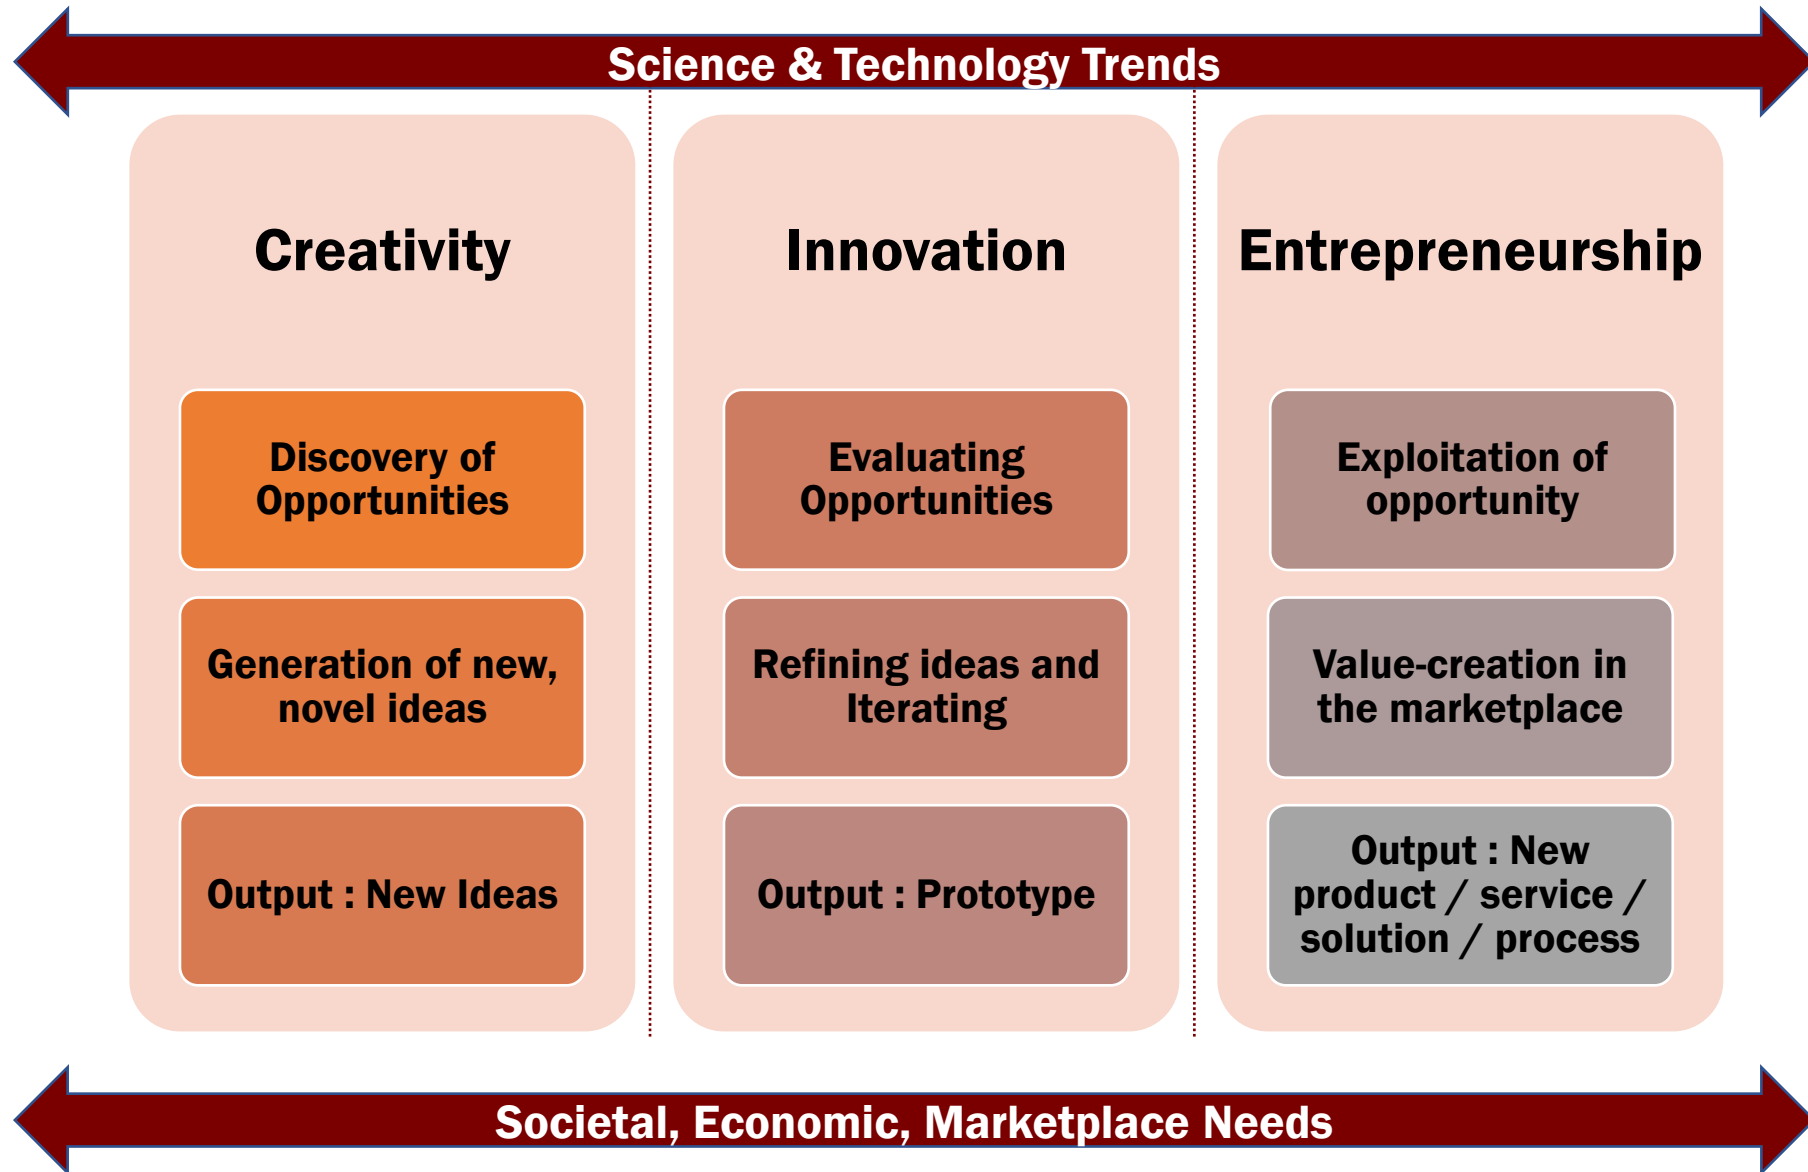 Science & Technology Trends
Creativity
Discovery of
Opportunities
Generation of new,
novel ideas
Output : New Ideas
Innovation
Evaluating
Opportunities
Refining ideas and
Iterating
Output : Prototype
Entrepreneurship
Exploitation of
opportunity
Value-creation in
the marketplace
Output : New
product / service /
solution / process
Societal, Economic, Marketplace Needs